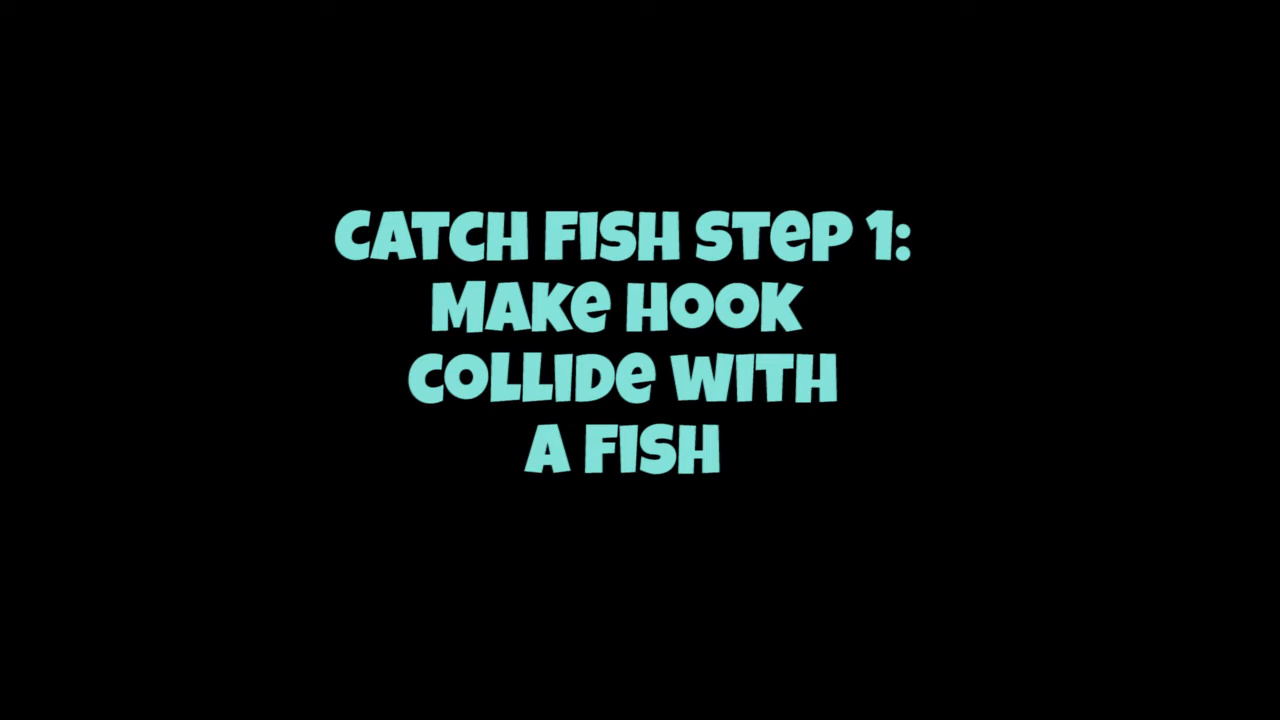 CATCH FISH STEP 1:
MAKE HOOK
COLLIDE WITH
A FISH